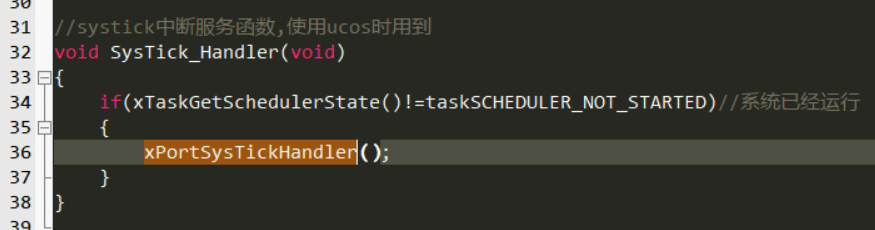 30
31 //systick中断服务函数,使用ucos时用到
32 void SysTick_Handler(void)
33 {
34 if(xTaskGetSchedulerState()!=taskSCHEDULER_NOT_STARTED)//系统已经运行
35 {
36 xPortSysTickHandler();
37 }
38 }
39